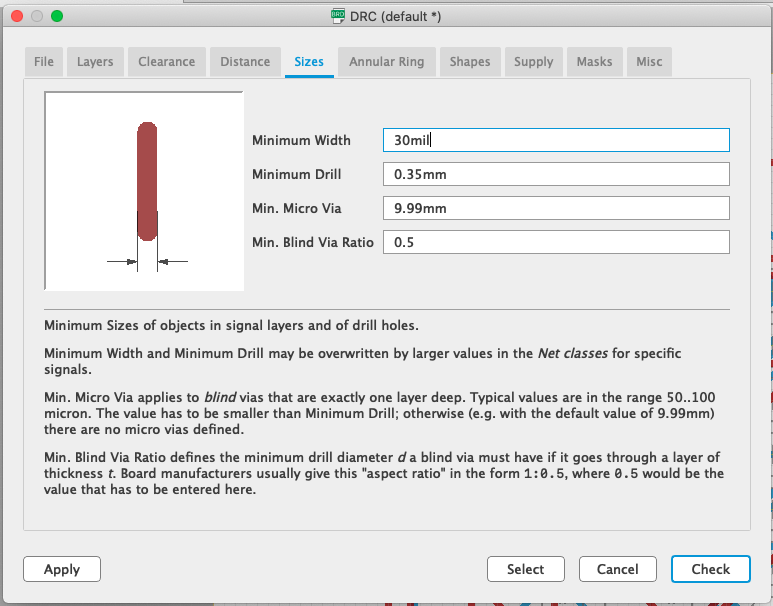 BRD DRC (default *)
File Layers Clearance Distance Sizes Annular Ring Shapes Supply Masks Misc
Minimum Width 30mil
Minimum Drill 0.35mm
Min. Micro Via 9.99mm
Min. Blind Via Ratio 0.5
Minimum Sizes of objects in signal layers and of drill holes.
Minimum Width and Minimum Drill may be overwritten by larger values in the Net classes for specific
signals.
Min. Micro Via applies to blind vias that are exactly one layer deep. Typical values are in the range 50..100
micron. The value has to be smaller than Minimum Drill; otherwise (e.g. with the default value of 9.99mm)
there are no micro vias defined.
Min. Blind Via Ratio defines the minimum drill diameter d a blind via must have if it goes through a layer of
thickness t. Board manufacturers usually give this "aspect ratio" in the form 1:0.5, where 0.5 would be the
value that has to be entered here.
Apply Select Cancel Check